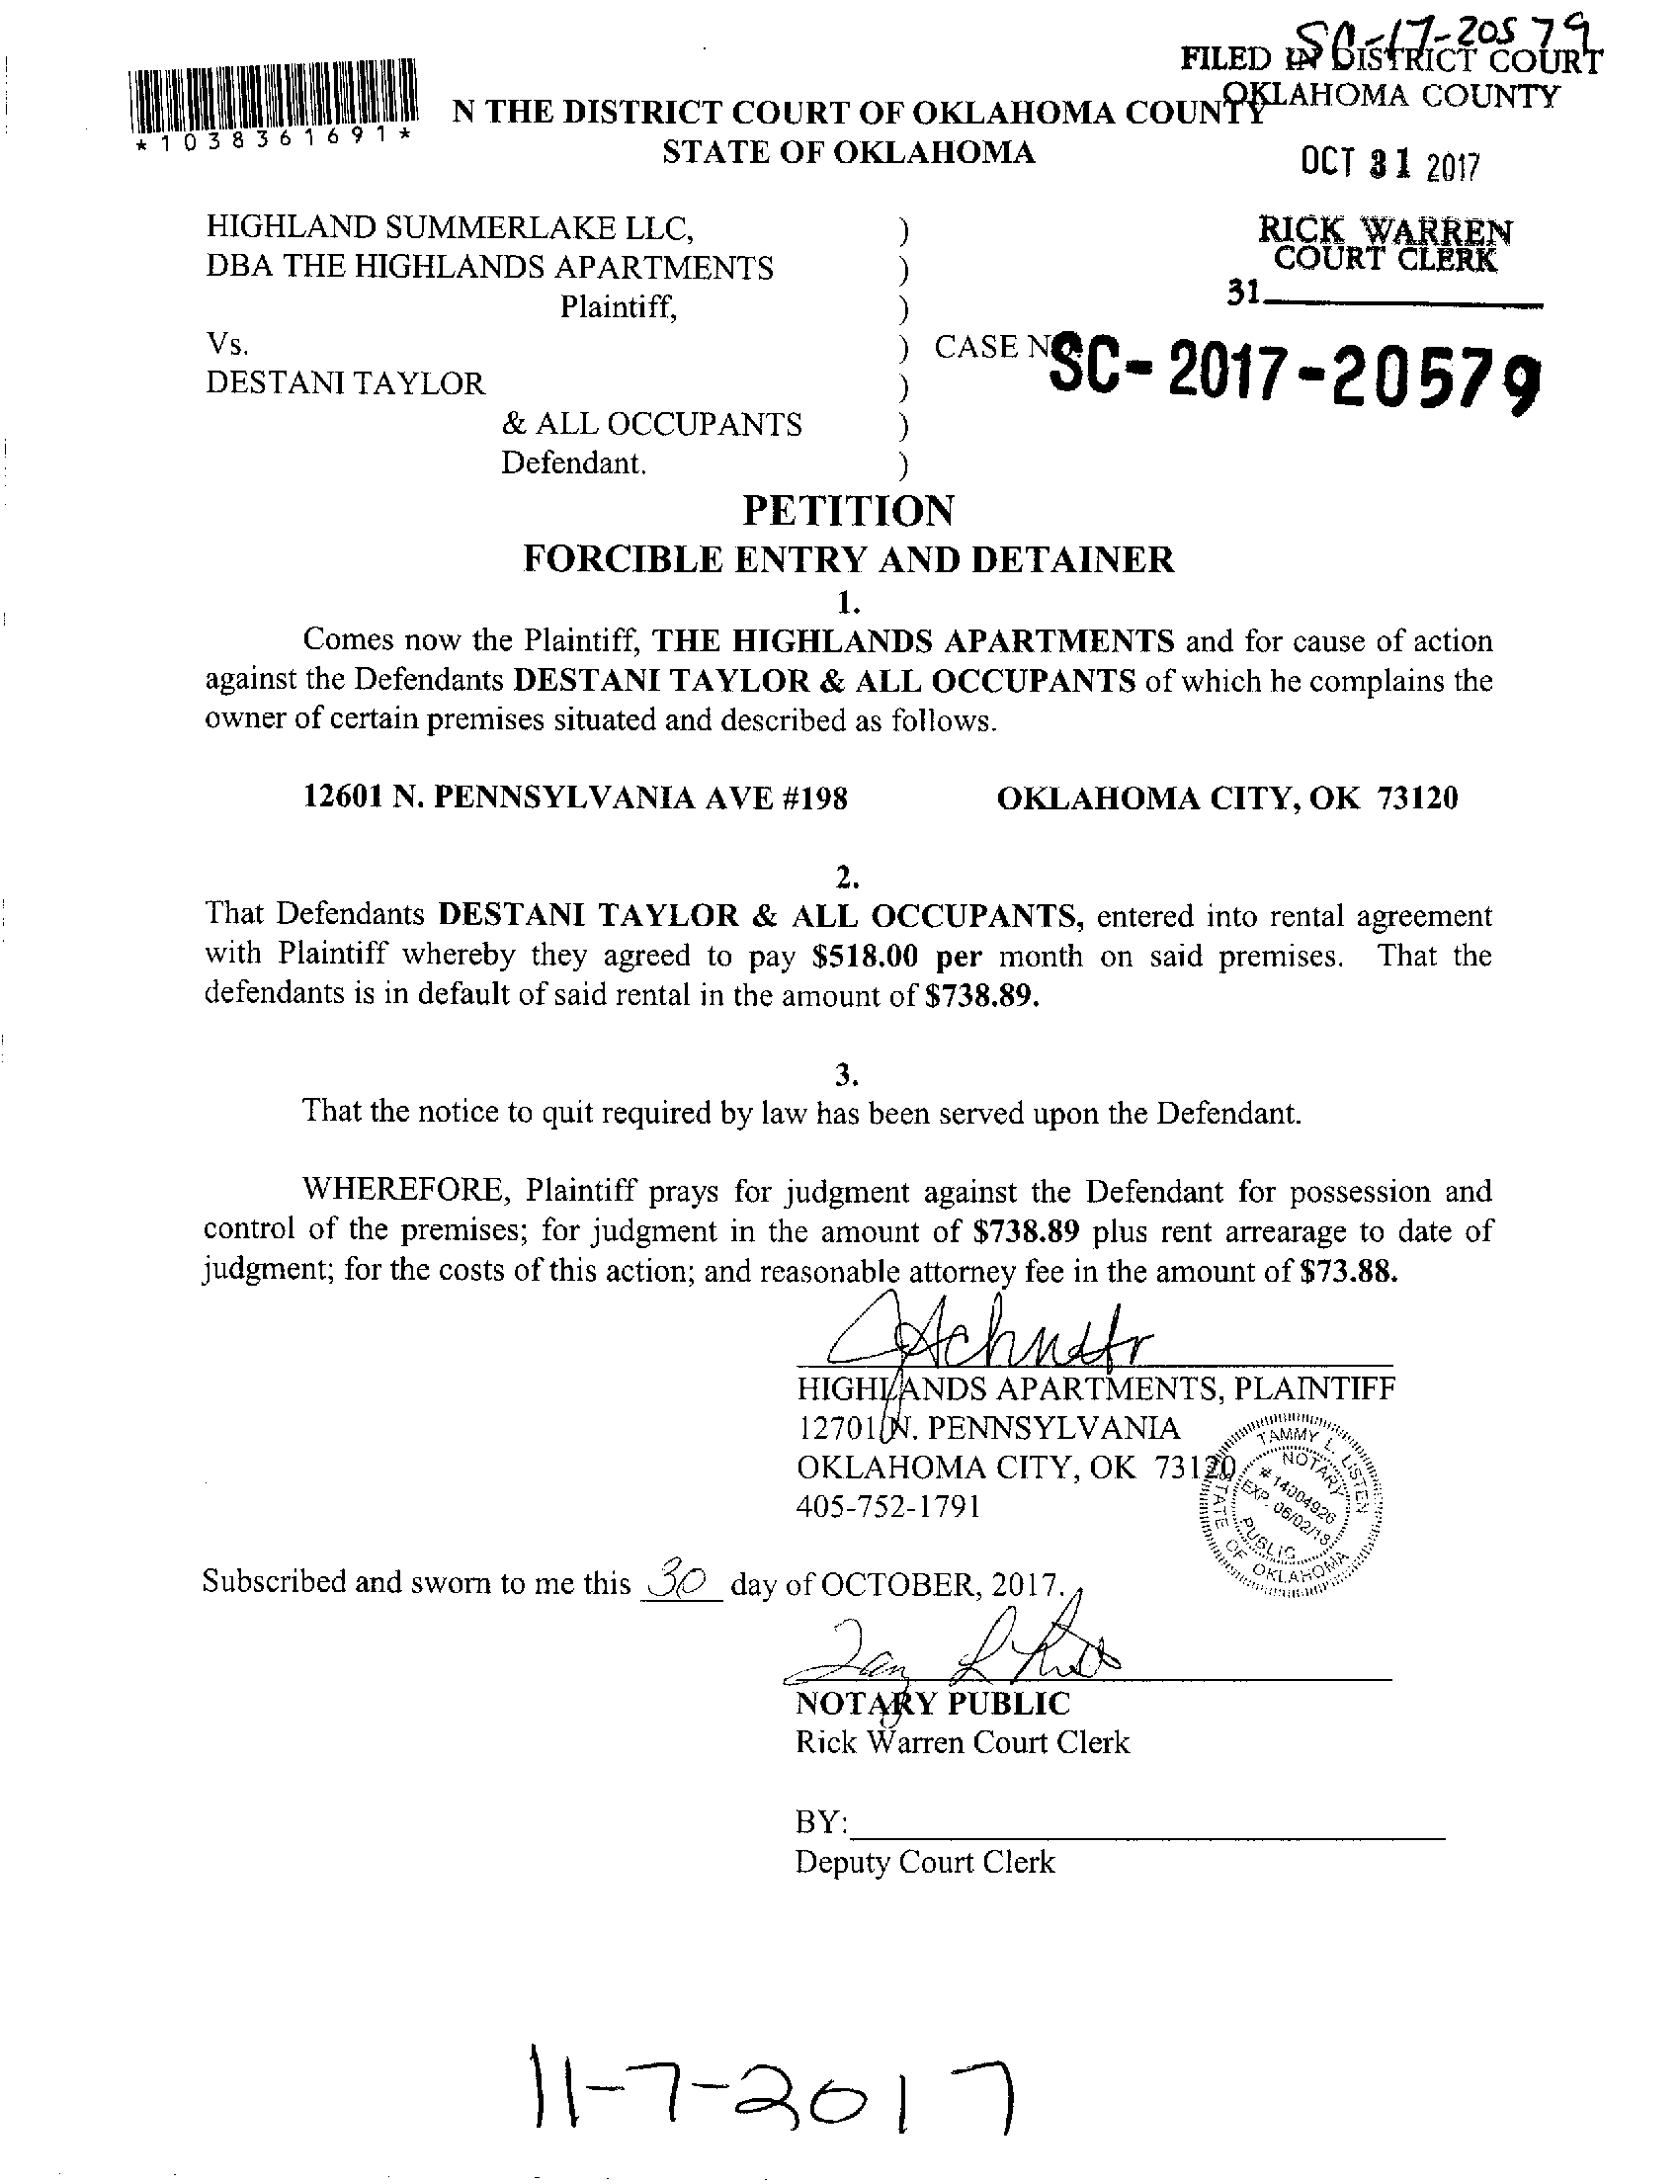 SC-17-20579
FILED IN DISTRICT COURT
OKLAHOMA COUNTY
*1038361691*
N THE DISTRICT COURT OF OKLAHOMA COUNTY
STATE OF OKLAHOMA
OCT 31 2017
HIGHLAND SUMMERLAKE LLC, )
RICK WARREN
DBA THE HIGHLANDS APARTMENTS )
COURT CLERK
Plaintiff, )
31
Vs. ) CASE NO: SC-2017-20579
DESTANI TAYLOR )
& ALL OCCUPANTS )
Defendant. )
PETITION
FORCIBLE ENTRY AND DETAINER
1.
Comes now the Plaintiff, THE HIGHLANDS APARTMENTS and for cause of action
against the Defendants DESTANI TAYLOR & ALL OCCUPANTS of which he complains the
owner of certain premises situated and described as follows.
12601 N. PENNSYLVANIA AVE #198 OKLAHOMA CITY, OK 73120
2.
That Defendants DESTANI TAYLOR & ALL OCCUPANTS, entered into rental agreement
with Plaintiff whereby they agreed to pay $518.00 per month on said premises. That the
defendants is in default of said rental in the amount of $738.89.
3.
That the notice to quit required by law has been served upon the Defendant.
WHEREFORE, Plaintiff prays for judgment against the Defendant for possession and
control of the premises; for judgment in the amount of $738.89 plus rent arrearage to date of
judgment; for the costs of this action; and reasonable attorney fee in the amount of $73.88.
HIGHLANDS APARTMENTS, PLAINTIFF
12701 N. PENNSYLVANIA
OKLAHOMA CITY, OK 73120
405-752-1791
TAMMY L. LISTEN
NOTARY
# 14004926
EXP. 06/02/18
PUBLIC
STATE OF OKLAHOMA
Subscribed and sworn to me this 30 day of OCTOBER, 2017.
NOTARY PUBLIC
Rick Warren Court Clerk
BY:
Deputy Court Clerk
11-7-2017